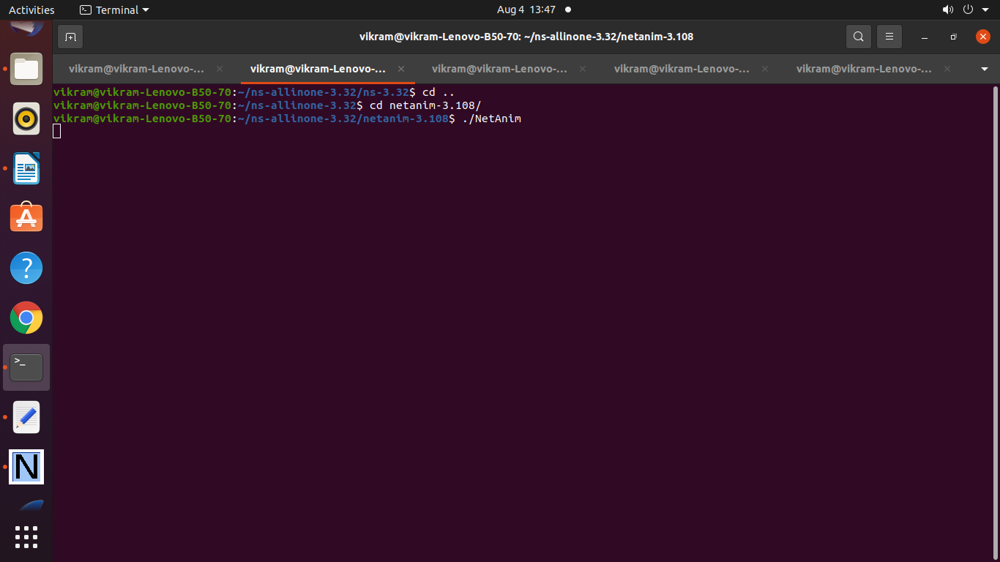 Activities Terminal Aug 4 13:47
vikram@vikram-Lenovo-B50-70: ~/ns-allinone-3.32/netanim-3.108
vikram@vikram-Lenovo-... vikram@vikram-Lenovo-... vikram@vikram-Lenovo-... vikram@vikram-Lenovo-... vikram@vikram-Lenovo-...
vikram@vikram-Lenovo-B50-70:~/ns-allinone-3.32/ns-3.32$ cd ..
vikram@vikram-Lenovo-B50-70:~/ns-allinone-3.32$ cd netanim-3.108/
vikram@vikram-Lenovo-B50-70:~/ns-allinone-3.32/netanim-3.108$ ./NetAnim